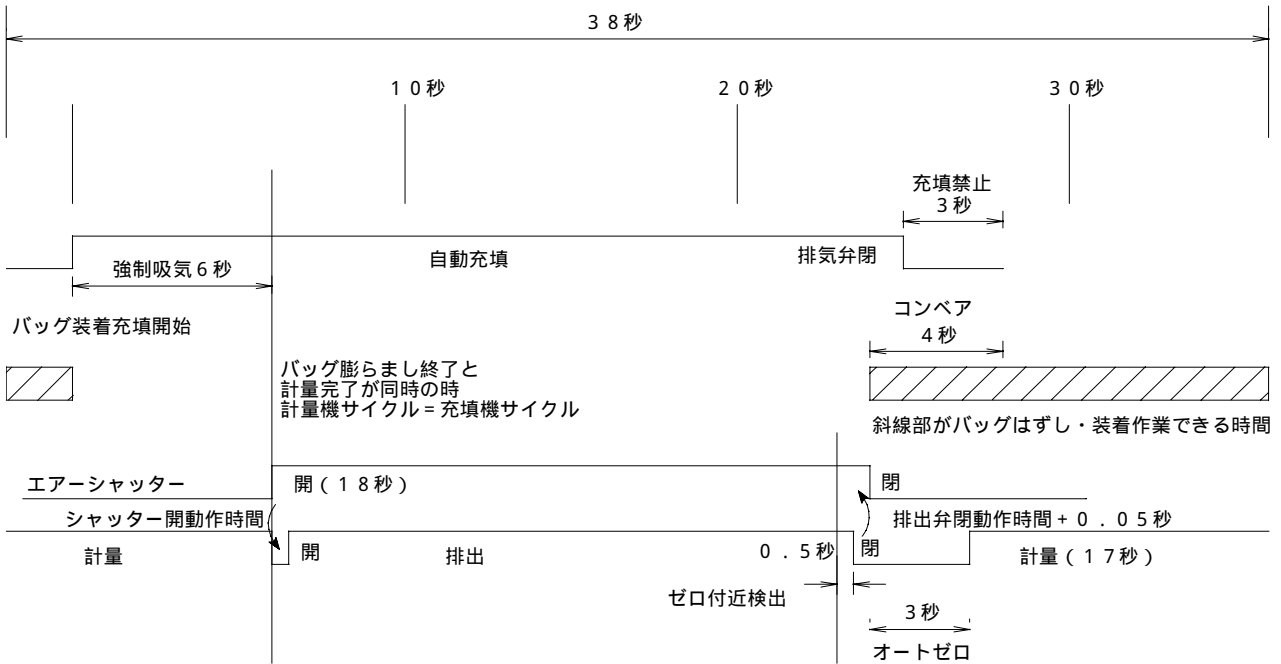 38秒
10秒
20秒
30秒
充填禁止
3秒
強制吸気6秒
自動充填
排気弁閉
バッグ装着充填開始
コンベア
4秒
バッグ膨らまし終了と
計量完了が同時の時
計量機サイクル=充填機サイクル
斜線部がバッグはずし・装着作業できる時間
エアーシャッター
開(18秒)
閉
シャッター開動作時間
排出弁閉動作時間+0.05秒
計量
開
排出
0.5秒
閉
計量(17秒)
ゼロ付近検出
3秒
オートゼロ